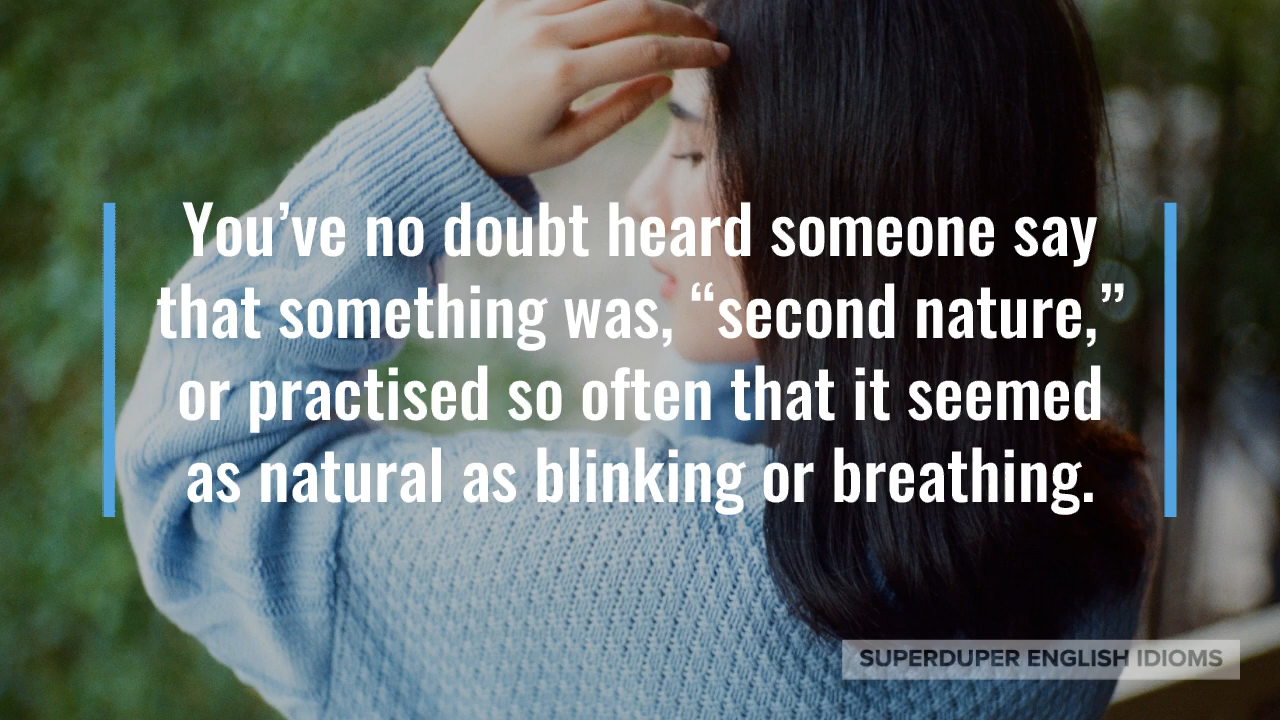 You’ve no doubt heard someone say
that something was, “second nature,”
or practised so often that it seemed
as natural as blinking or breathing.
SUPERDUPER ENGLISH IDIOMS